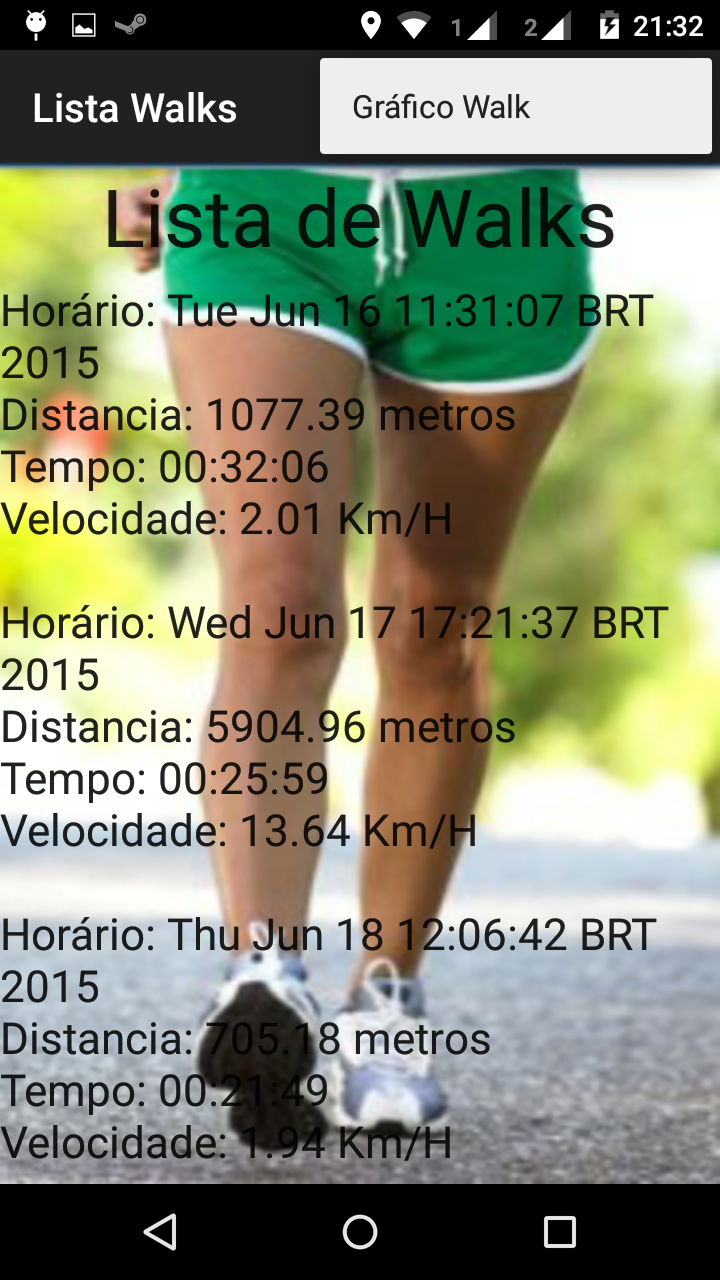 1 2 21:32
Lista Walks
Gráfico Walk
Lista de Walks
Horário: Tue Jun 16 11:31:07 BRT
2015
Distancia: 1077.39 metros
Tempo: 00:32:06
Velocidade: 2.01 Km/H
Horário: Wed Jun 17 17:21:37 BRT
2015
Distancia: 5904.96 metros
Tempo: 00:25:59
Velocidade: 13.64 Km/H
Horário: Thu Jun 18 12:06:42 BRT
2015
Distancia: 705.18 metros
Tempo: 00:21:49
Velocidade: 1.94 Km/H